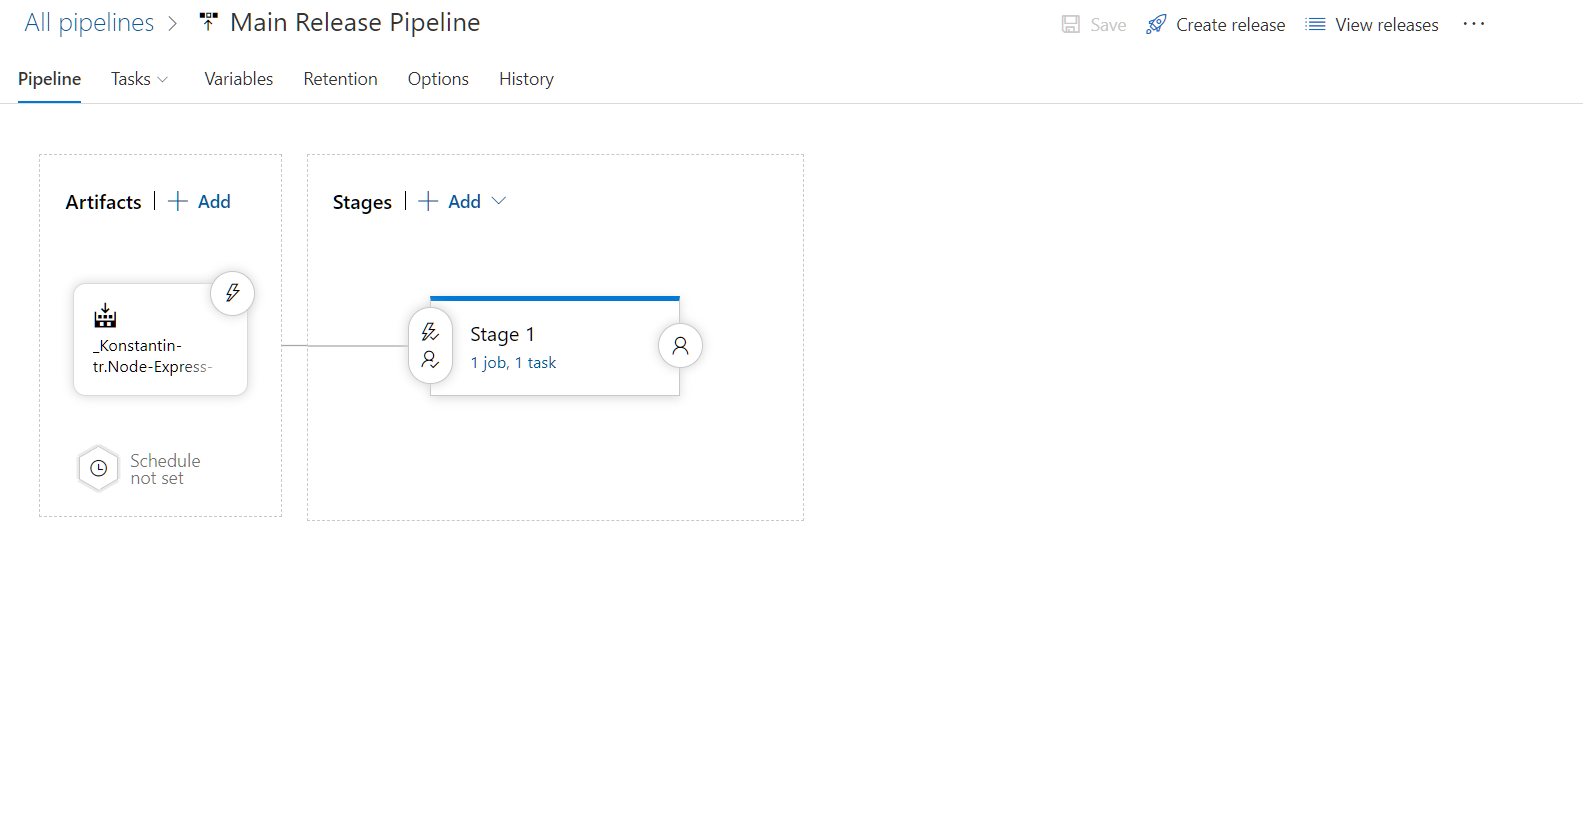 All pipelines > Main Release Pipeline
Save Create release View releases ...
Pipeline Tasks Variables Retention Options History
Artifacts | + Add
Stages | + Add
_Konstantin-
tr.Node-Express-
Stage 1
1 job, 1 task
Schedule
not set